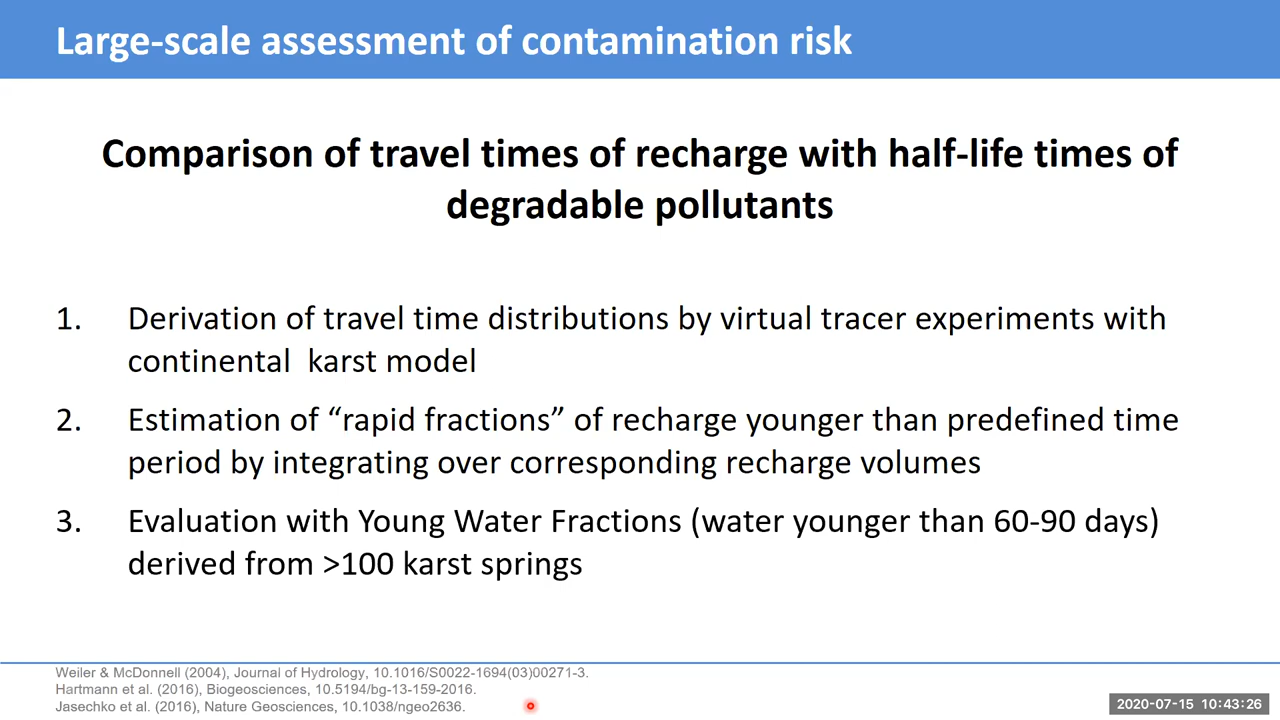 Large-scale assessment of contamination risk
Comparison of travel times of recharge with half-life times of
degradable pollutants
1. Derivation of travel time distributions by virtual tracer experiments with
continental  karst model
2. Estimation of “rapid fractions” of recharge younger than predefined time
period by integrating over corresponding recharge volumes
3. Evaluation with Young Water Fractions (water younger than 60-90 days)
derived from >100 karst springs
Weiler & McDonnell (2004), Journal of Hydrology, 10.1016/S0022-1694(03)00271-3.
Hartmann et al. (2016), Biogeosciences, 10.5194/bg-13-159-2016.
Jasechko et al. (2016), Nature Geosciences, 10.1038/ngeo2636.
2020-07-15  10:43:26